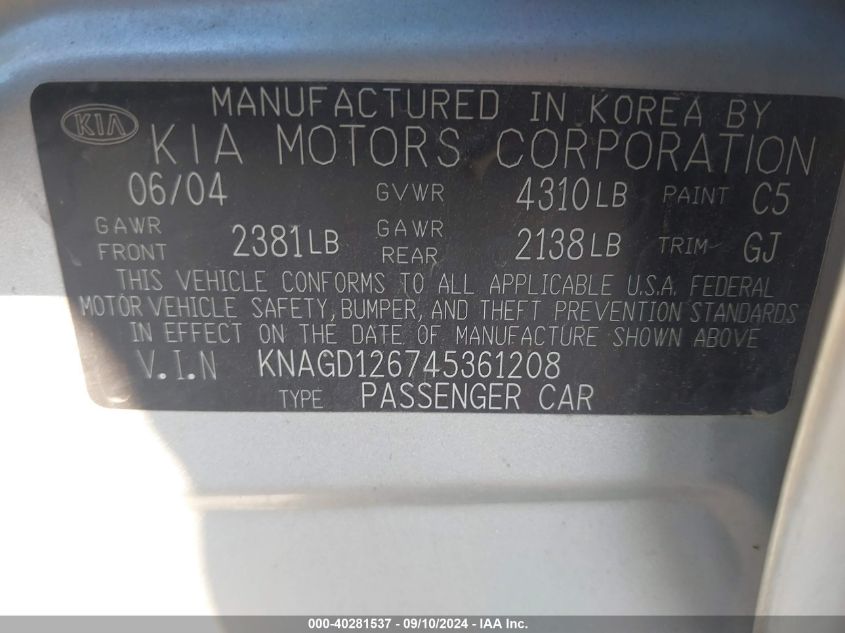 KIA
MANUFACTURED IN KOREA BY
KIA MOTORS CORPORATION
06/04 GVWR 4310LB PAINT C5
GAWR FRONT 2381LB GAWR REAR 2138LB TRIM GJ
THIS VEHICLE CONFORMS TO ALL APPLICABLE U.S.A. FEDERAL
MOTOR VEHICLE SAFETY, BUMPER, AND THEFT PREVENTION STANDARDS
IN EFFECT ON THE DATE OF MANUFACTURE SHOWN ABOVE
V.I.N KNAGD126745361208
TYPE PASSENGER CAR
000-40281537 - 09/10/2024 - IAA Inc.